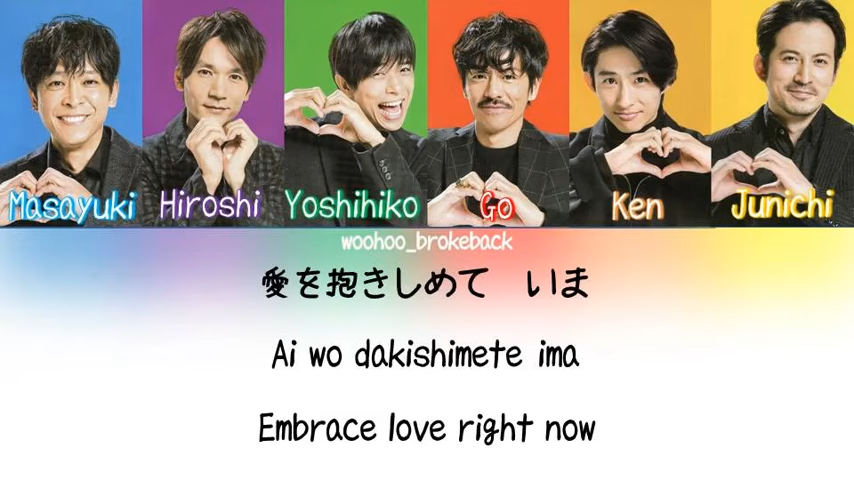 Masayuki Hiroshi Yoshihiko Go Ken Junichi
woohoo_brokeback
愛を抱きしめて　いま
Ai wo dakishimete ima
Embrace love right now